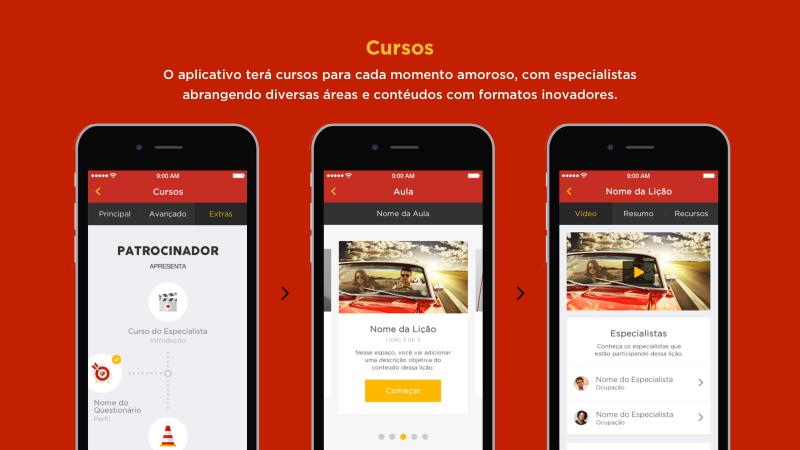 Cursos
O aplicativo terá cursos para cada momento amoroso, com especialistas
abrangendo diversas áreas e contéudos com formatos inovadores.
9:00 AM
Cursos
Principal Avançado Extras
PATROCINADOR
APRESENTA
Curso do Especialista
Introdução
Nome do
Questionário
Perfil
9:00 AM
Aula
Nome da Aula
Nome da Lição
Lição 3 de 5
Nesse espaço, você vai adicionar
uma descrição objetiva do
conteúdo dessa lição.
Começar
9:00 AM
Nome da Lição
Vídeo Resumo Recursos
Especialistas
Conheça os especialistas que
estão participando dessa lição.
Nome do Especialista
Ocupação
Nome do Especialista
Ocupação